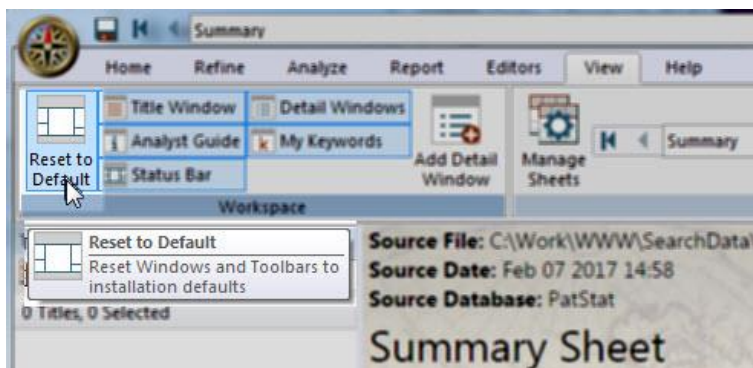 Summary
Home Refine Analyze Report Editors View Help
Title Window Detail Windows
Analyst Guide My Keywords
Status Bar
Reset to
Default
Add Detail
Window
Manage
Sheets
Summary
Workspace
Reset to Default
Reset Windows and Toolbars to
installation defaults
0 Titles, 0 Selected
Source File: C:\Work\WWW\SearchData\
Source Date: Feb 07 2017 14:58
Source Database: PatStat
Summary Sheet